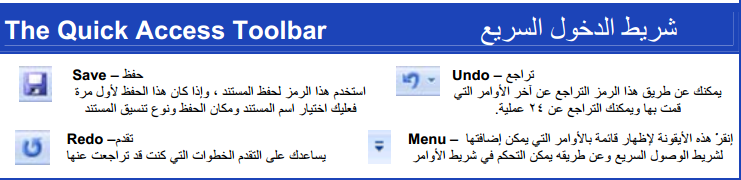 The Quick Access Toolbar
شريط الدخول السريع
Save – حفظ
استخدم هذا الرمز لحفظ المستند ، وإذا كان هذا الحفظ لأول مرة
فعليك اختيار اسم المستند ومكان الحفظ ونوع تنسيق المستند
Undo – تراجع
يمكنك عن طريق هذا الرمز التراجع عن آخر الأوامر التي
قمت بها ويمكنك التراجع عن ٢٤ عملية.
Redo – تقدم
يساعدك على التقدم الخطوات التي كنت قد تراجعت عنها
Menu – إنقرْ هذه الأيقونة لإظهار قائمة بالأوامر التي يمكن إضافتها
لشريط الوصول السريع وعن طريقه يمكن التحكم في شريط الأوامر